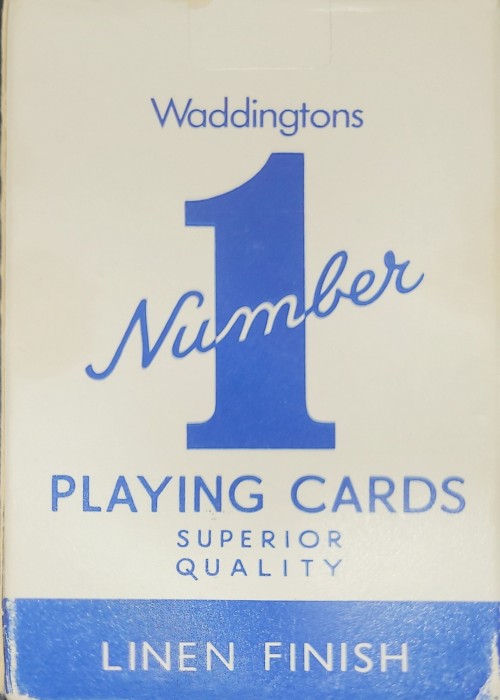 Waddingtons
1
Number
PLAYING CARDS
SUPERIOR
QUALITY
LINEN FINISH